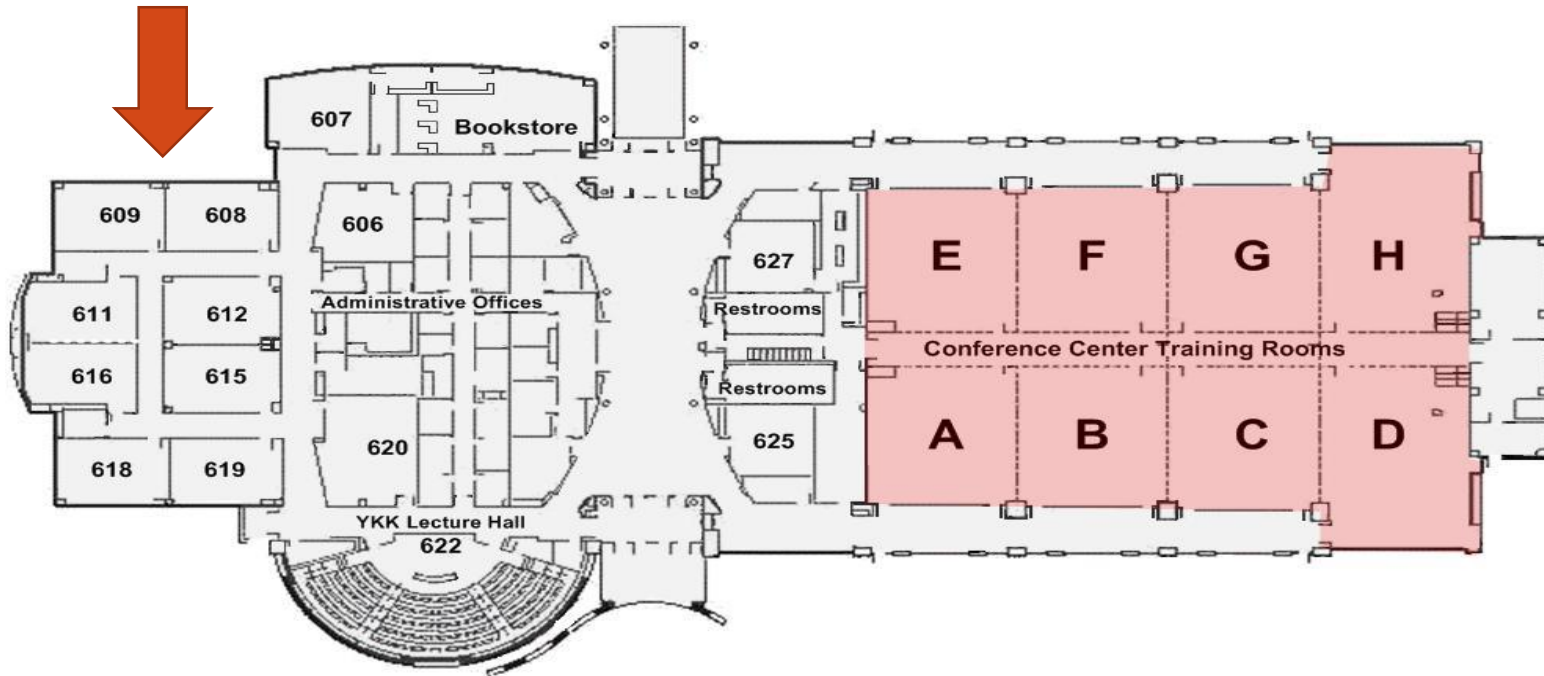 607
Bookstore
609
608
606
627
E
F
G
H
611
612
Administrative Offices
Restrooms
Conference Center Training Rooms
616
615
Restrooms
618
619
620
625
A
B
C
D
YKK Lecture Hall
622